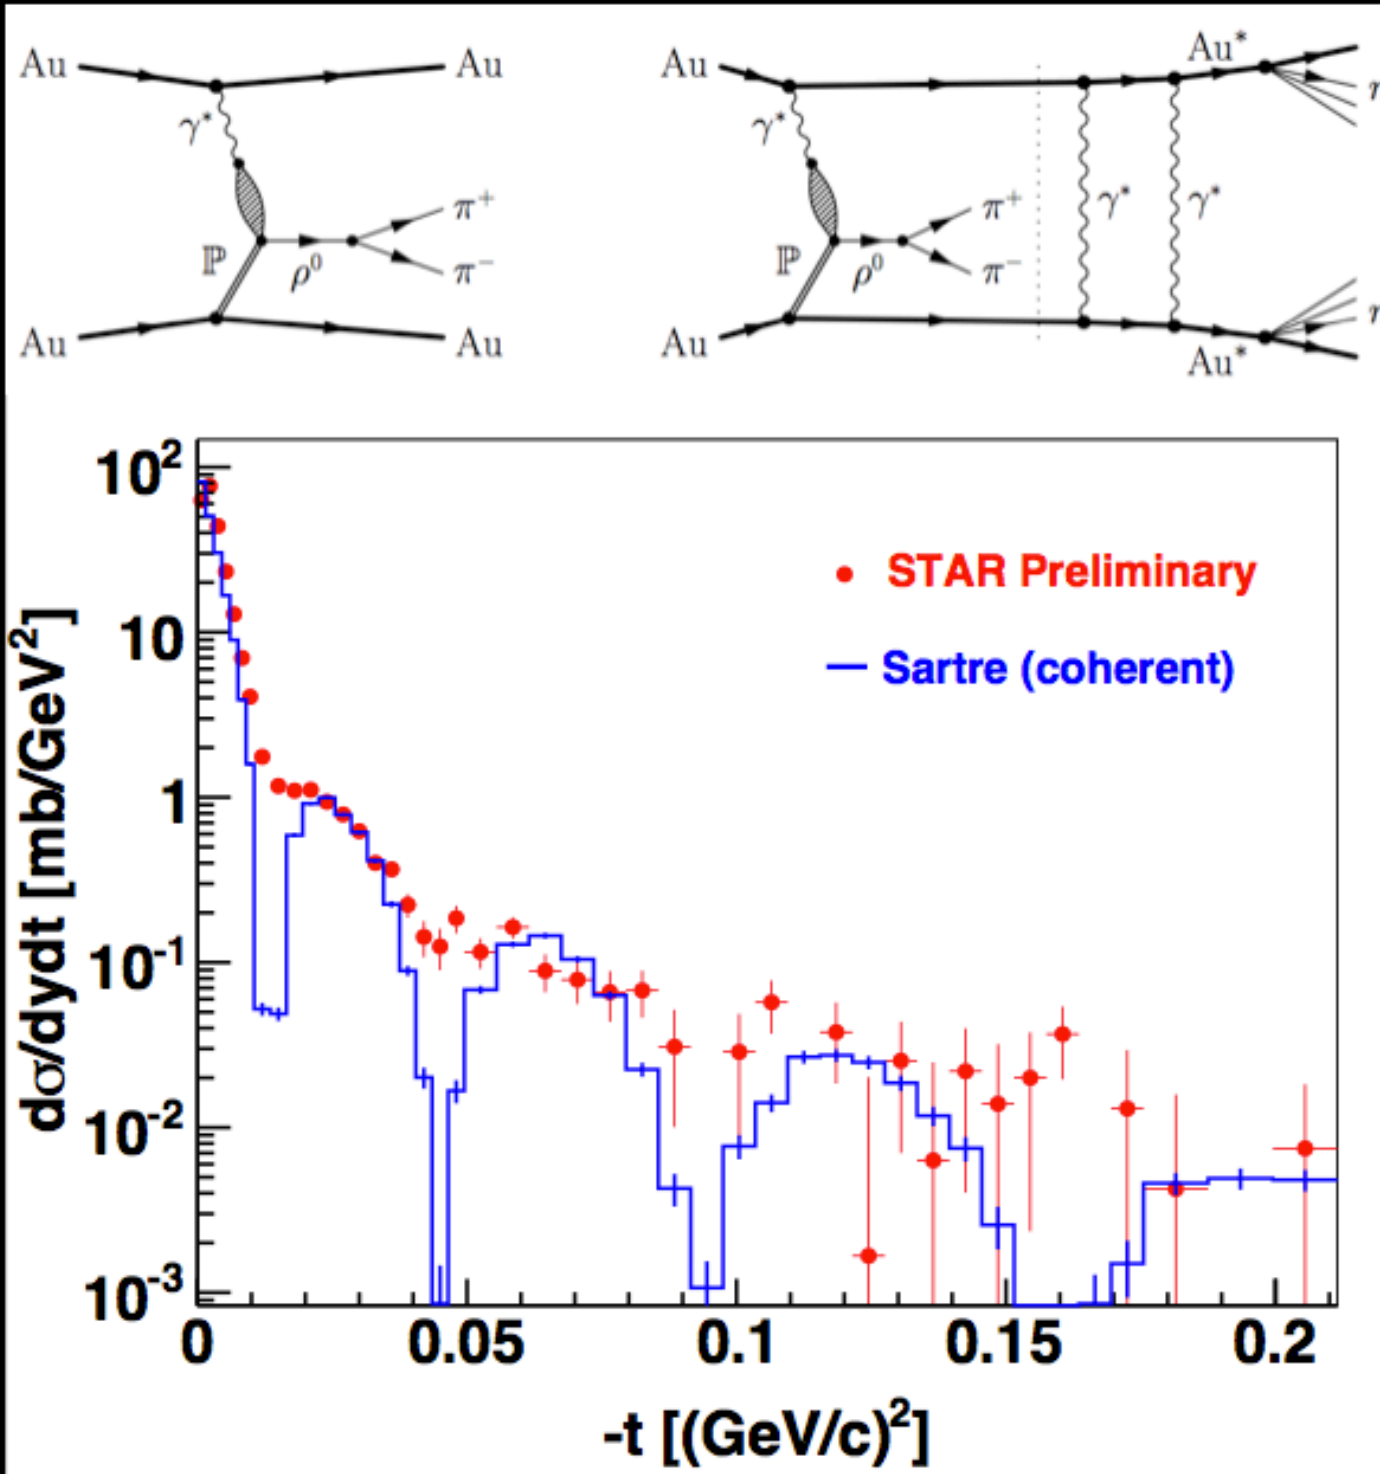 Au Au Au Au* n
γ* γ* γ* γ*
π+ π+
ℙ ρ0 π− ℙ ρ0 π−
Au Au Au Au* n
10²
10
1
10⁻¹
10⁻²
10⁻³
dσ/dydt [mb/GeV²]
STAR Preliminary
Sartre (coherent)
0 0.05 0.1 0.15 0.2
-t [(GeV/c)²]